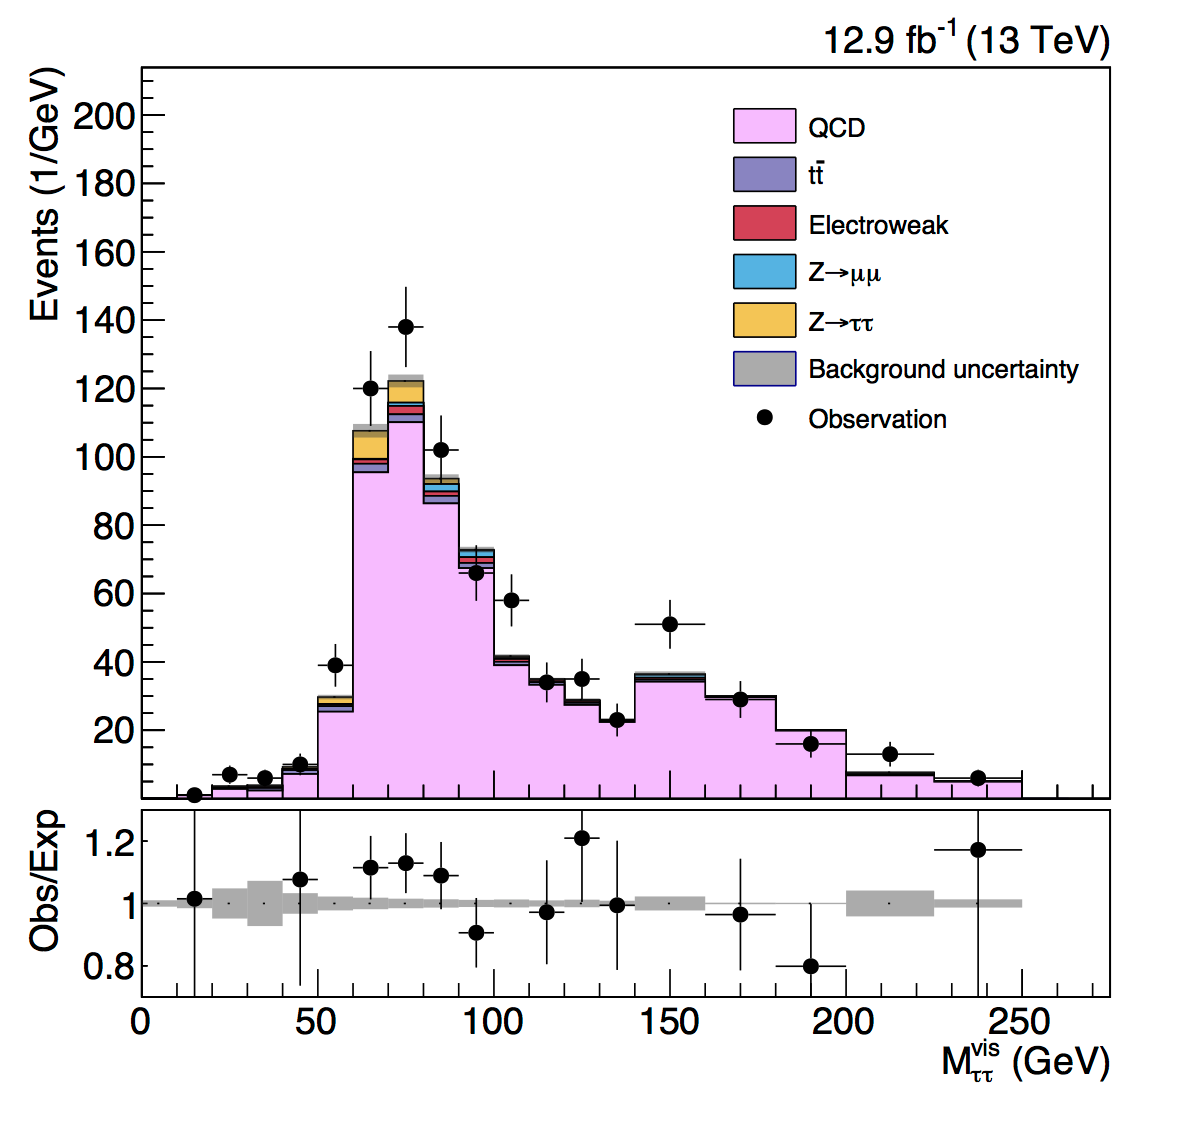 12.9 fb⁻¹ (13 TeV)
Events (1/GeV)
200
180
160
140
120
100
80
60
40
20
QCD
tt̄
Electroweak
Z→μμ
Z→ττ
Background uncertainty
Observation
Obs/Exp
1.2
1
0.8
0 50 100 150 200 250
M_ττ^vis (GeV)